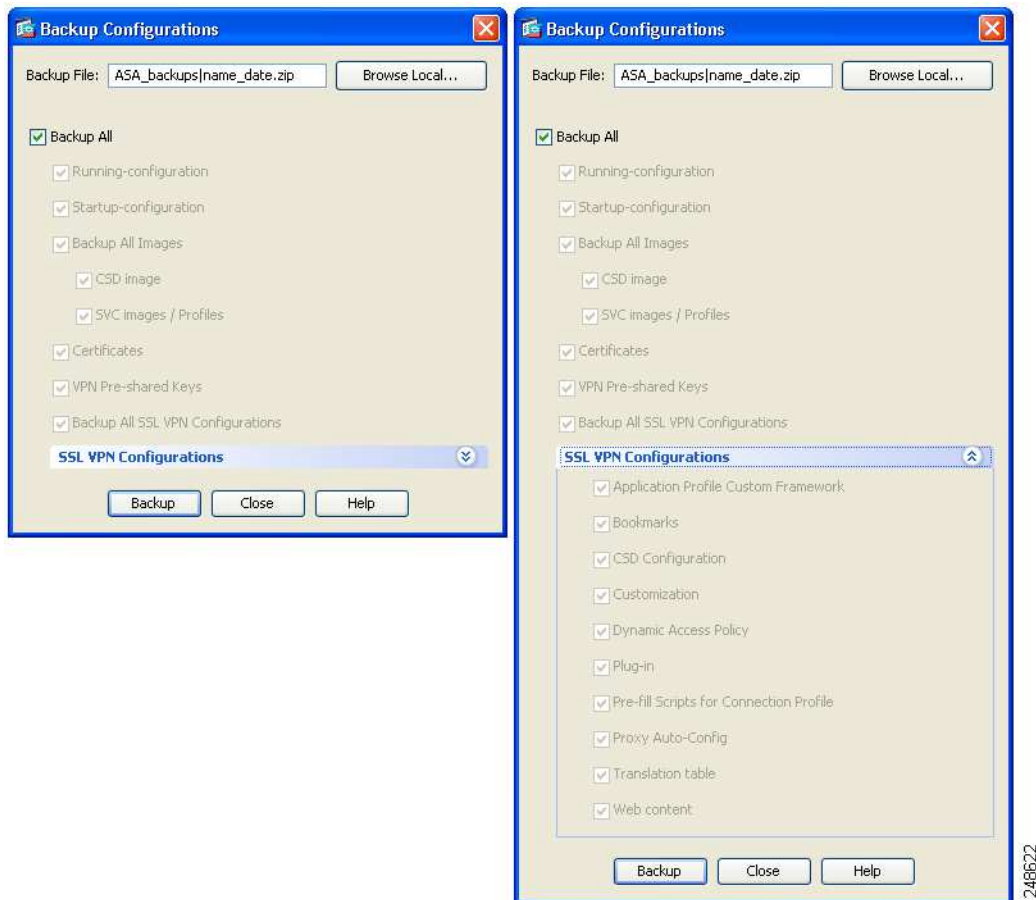 Backup Configurations
Backup File: ASA_backups|name_date.zip Browse Local...
Backup All
Running-configuration
Startup-configuration
Backup All Images
CSD image
SVC images / Profiles
Certificates
VPN Pre-shared Keys
Backup All SSL VPN Configurations
SSL VPN Configurations
Backup Close Help
Backup Configurations
Backup File: ASA_backups|name_date.zip Browse Local...
Backup All
Running-configuration
Startup-configuration
Backup All Images
CSD image
SVC images / Profiles
Certificates
VPN Pre-shared Keys
Backup All SSL VPN Configurations
SSL VPN Configurations
Application Profile Custom Framework
Bookmarks
CSD Configuration
Customization
Dynamic Access Policy
Plug-in
Pre-fill Scripts for Connection Profile
Proxy Auto-Config
Translation table
Web content
Backup Close Help
248622